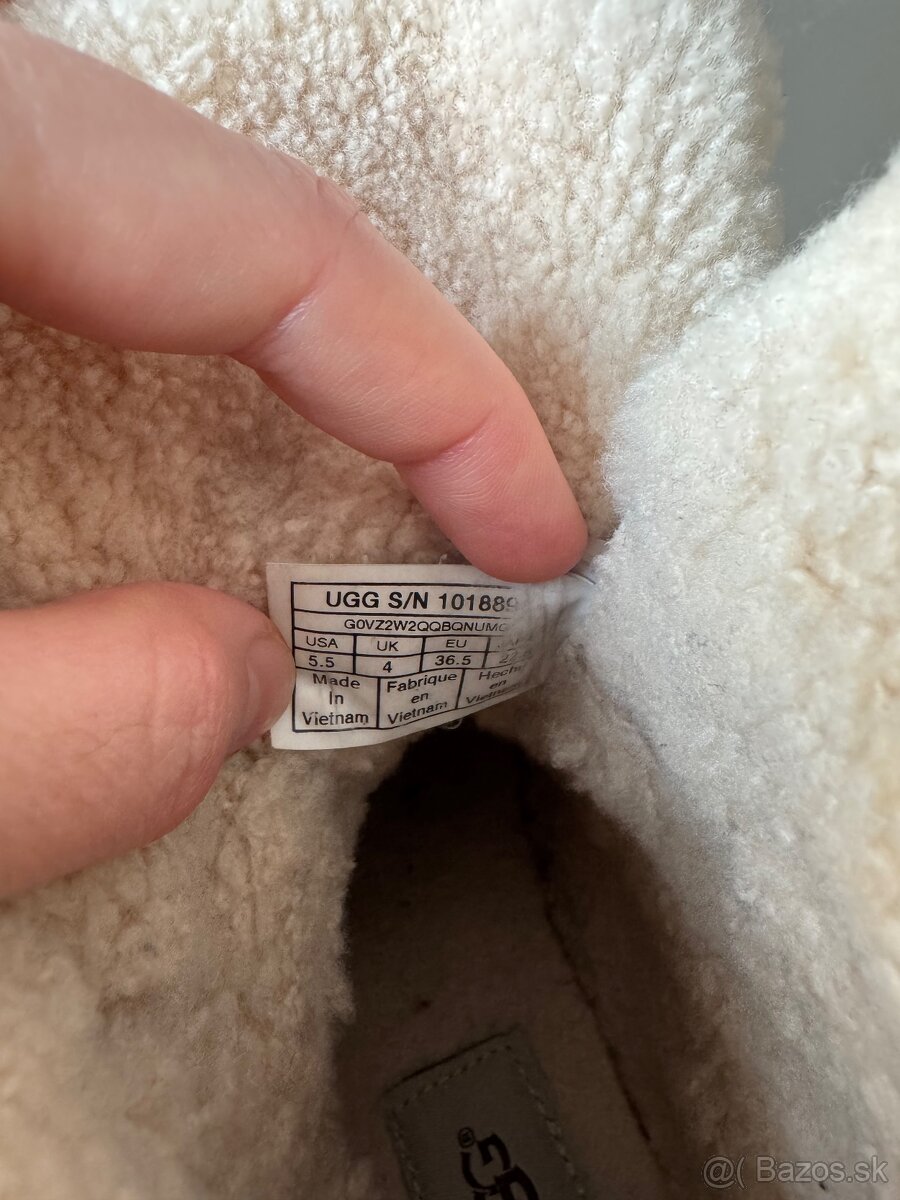 UGG S/N 101889
G0VZ2W2QQBQNUM
USA UK EU
5.5 4 36.5
Made Fabrique
In en en
Vietnam Vietnam
UGG
@( Bazos.sk